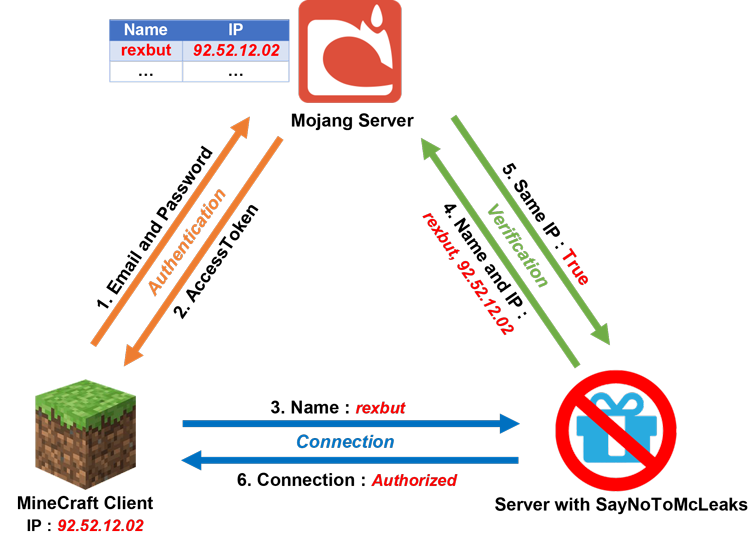 Name IP
rexbut 92.52.12.02
... ...
Mojang Server
1. Email and Password
Authentication
2. AccessToken
5. Same IP : True
Verification
4. Name and IP :
rexbut, 92.52.12.02
3. Name : rexbut
Connection
6. Connection : Authorized
MineCraft Client
IP : 92.52.12.02
Server with SayNoToMcLeaks